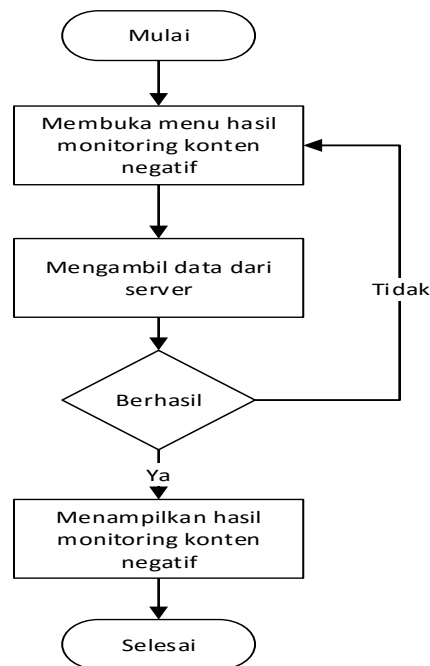 Mulai
Membuka menu hasil
monitoring konten
negatif
Mengambil data dari
server
Tidak
Berhasil
Ya
Menampilkan hasil
monitoring konten
negatif
Selesai